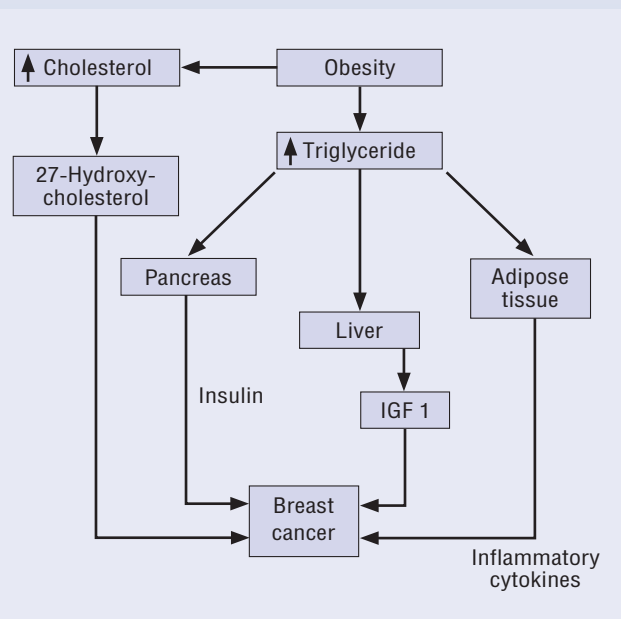 Cholesterol
Obesity
Triglyceride
27-Hydroxy-
cholesterol
Pancreas
Adipose
tissue
Liver
Insulin
IGF 1
Breast
cancer
Inflammatory
cytokines